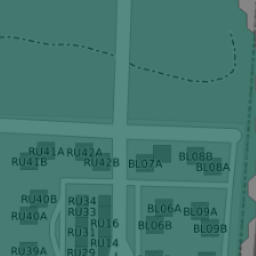 RU41A RU42A
RU41B RU42B BL07A BL08B
BL08A
RU40B RU34
RU40A RU33 BL06A BL09A
RU16 BL06B BL09B
RU31
RU14
RU39A RU29